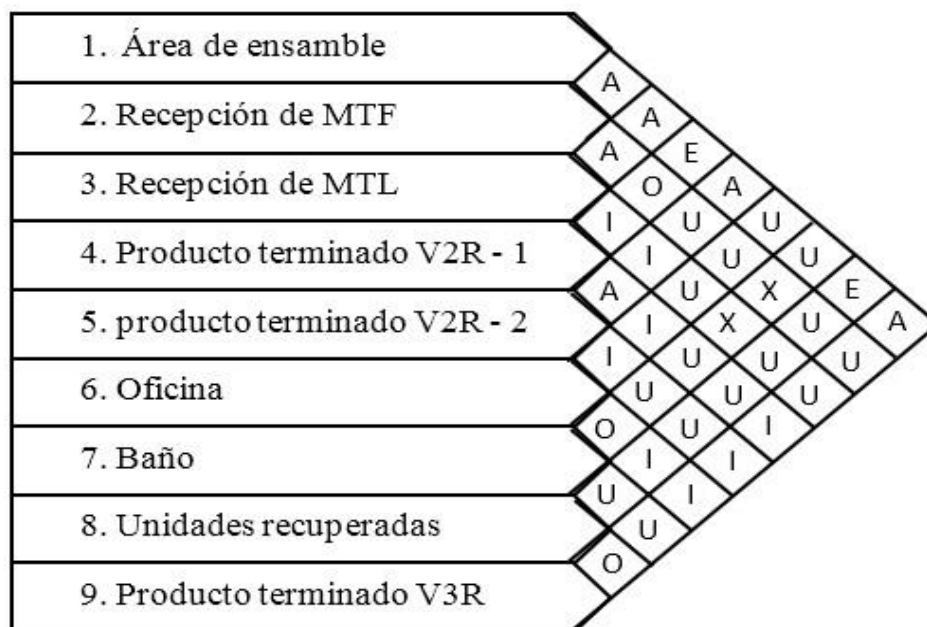 1. Área de ensamble
A
2. Recepción de MTF A
A E
3. Recepción de MTL O A
I U U
4. Producto terminado V2R - 1 I U U
A U X E
5. producto terminado V2R - 2 I X U A
I U U U
6. Oficina U U U
O U I
7. Baño I I
U I
8. Unidades recuperadas U
O
9. Producto terminado V3R